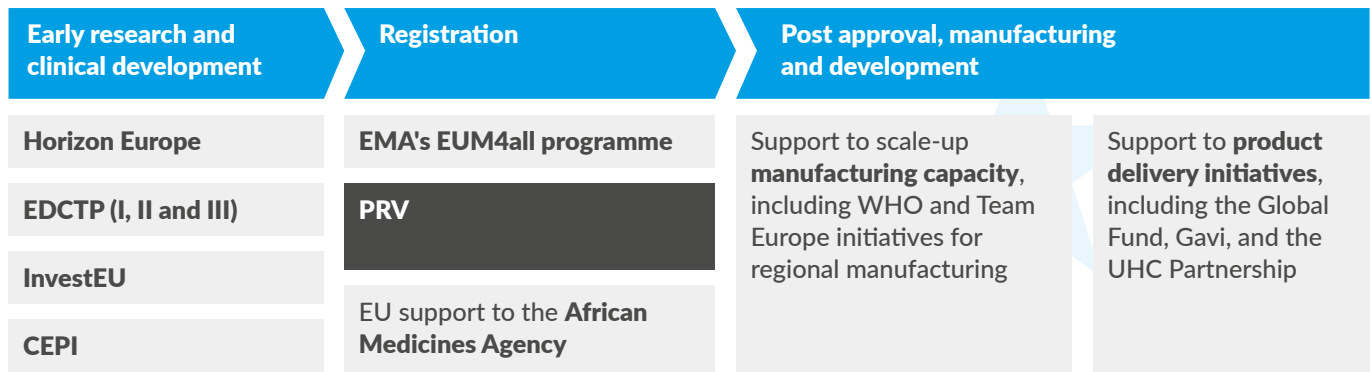 Early research and
clinical development
Registration
Post approval, manufacturing
and development
Horizon Europe
EDCTP (I, II and III)
InvestEU
CEPI
EMA's EUM4all programme
PRV
EU support to the African
Medicines Agency
Support to scale-up
manufacturing capacity,
including WHO and Team
Europe initiatives for
regional manufacturing
Support to product
delivery initiatives,
including the Global
Fund, Gavi, and the
UHC Partnership